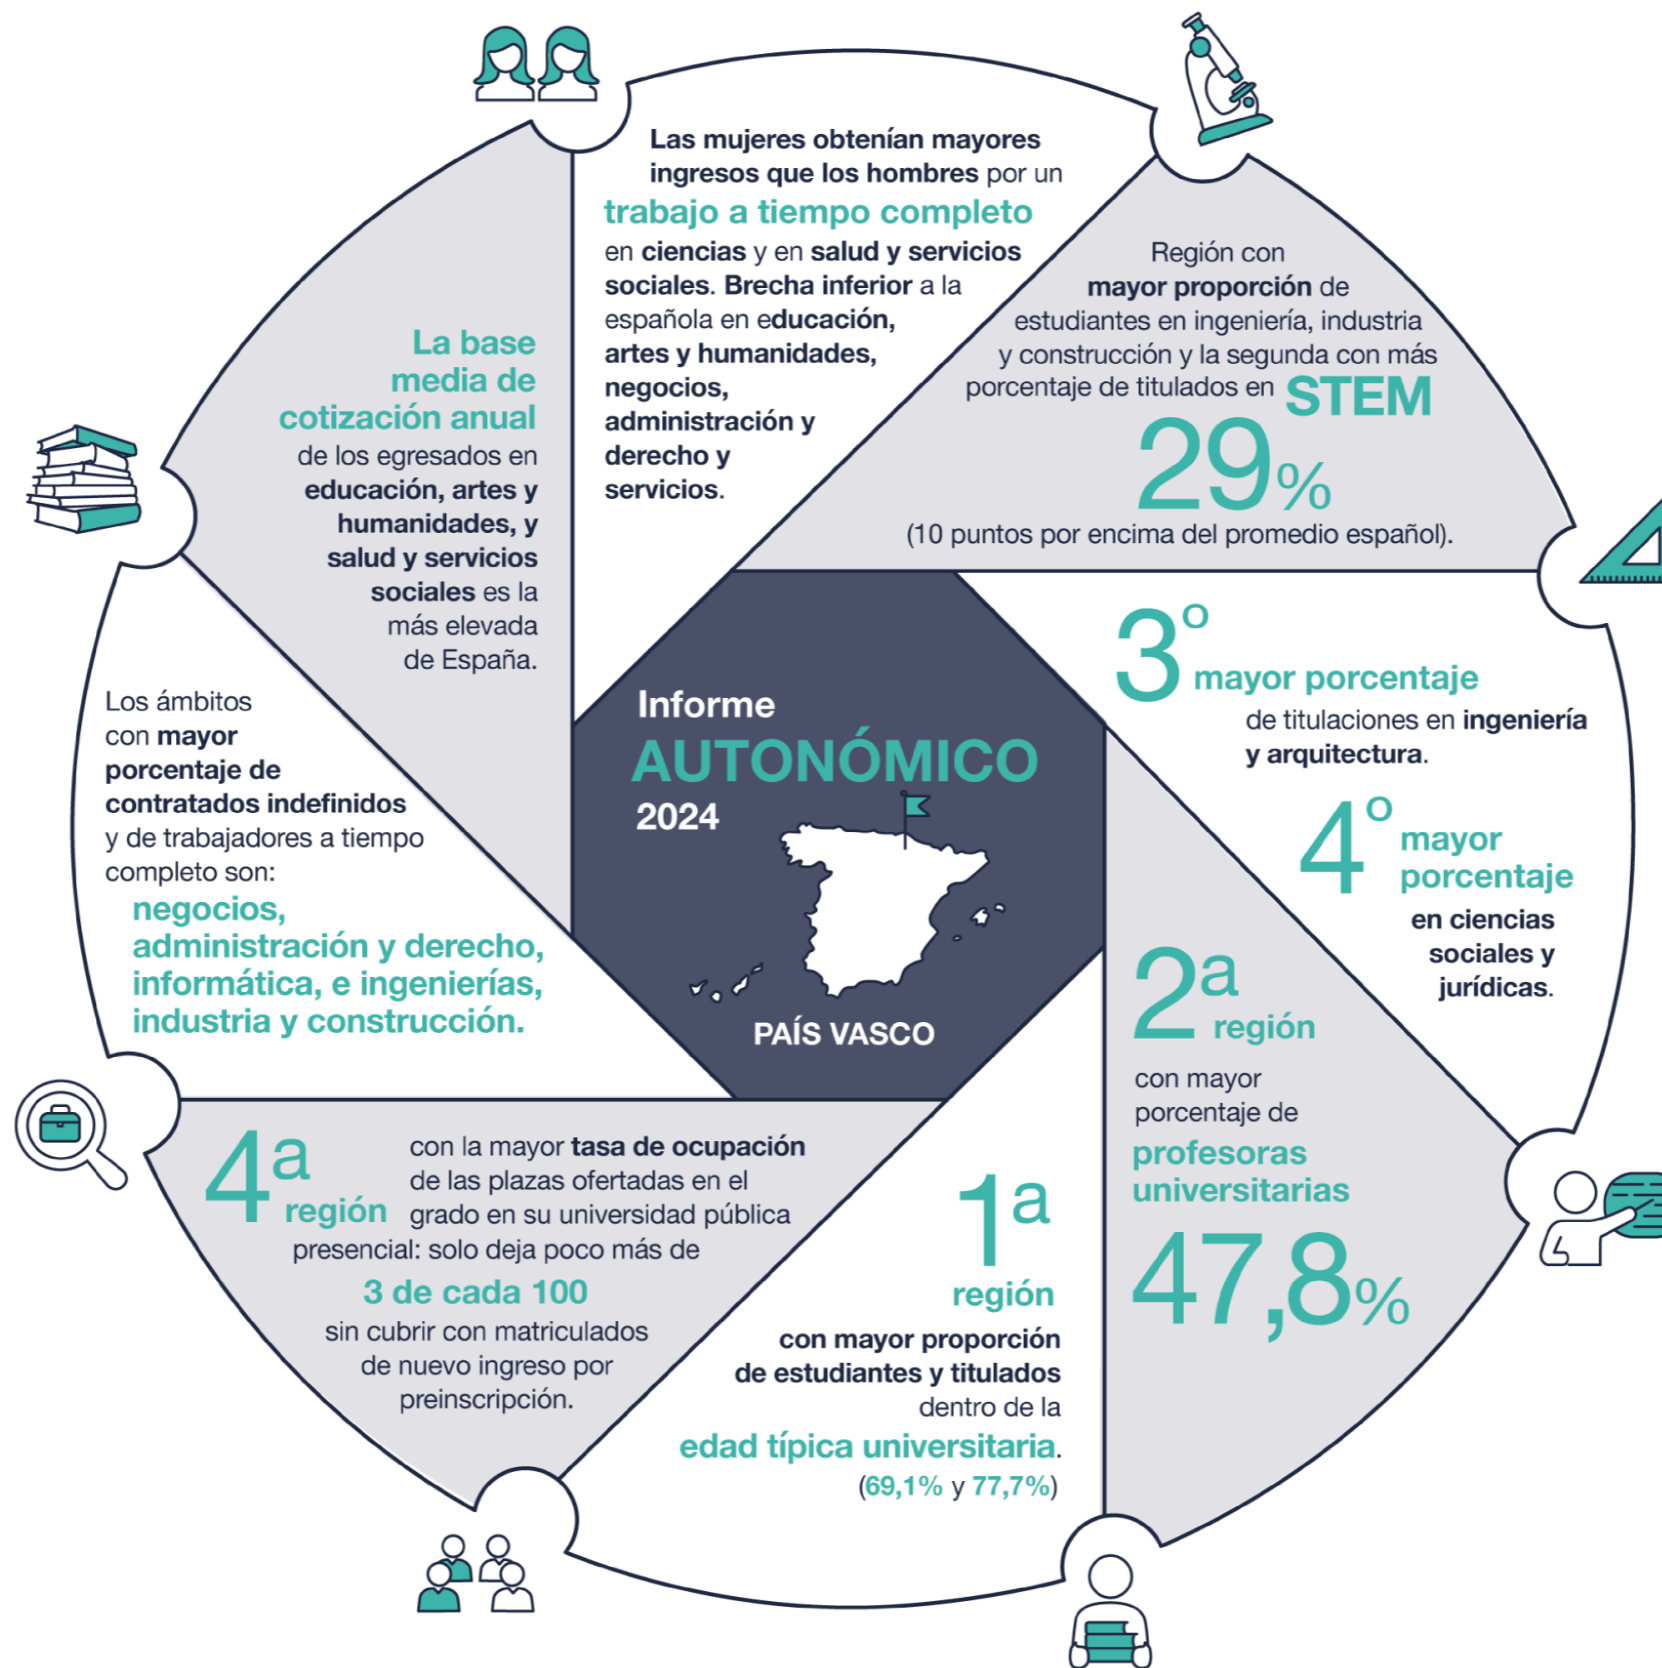 Las mujeres obtenían mayores
ingresos que los hombres por un
trabajo a tiempo completo
en ciencias y en salud y servicios
sociales. Brecha inferior a la
española en educación,
artes y humanidades,
negocios,
administración y
derecho y
servicios.
Región con
mayor proporción de
estudiantes en ingeniería, industria
y construcción y la segunda con más
porcentaje de titulados en STEM
29%
(10 puntos por encima del promedio español).
3º
mayor porcentaje
de titulaciones en ingeniería
y arquitectura.
4º
mayor
porcentaje
en ciencias
sociales y
jurídicas.
2ª
región
con mayor
porcentaje de
profesoras
universitarias
47,8%
1ª
región
con mayor proporción
de estudiantes y titulados
dentro de la
edad típica universitaria.
(69,1% y 77,7%)
4ª
región
con la mayor tasa de ocupación
de las plazas ofertadas en el
grado en su universidad pública
presencial: solo deja poco más de
3 de cada 100
sin cubrir con matriculados
de nuevo ingreso por
preinscripción.
Los ámbitos
con mayor
porcentaje de
contratados indefinidos
y de trabajadores a tiempo
completo son:
negocios,
administración y derecho,
informática, e ingenierías,
industria y construcción.
La base
media de
cotización anual
de los egresados en
educación, artes y
humanidades, y
salud y servicios
sociales es la
más elevada
de España.
Informe
AUTONÓMICO
2024
PAÍS VASCO